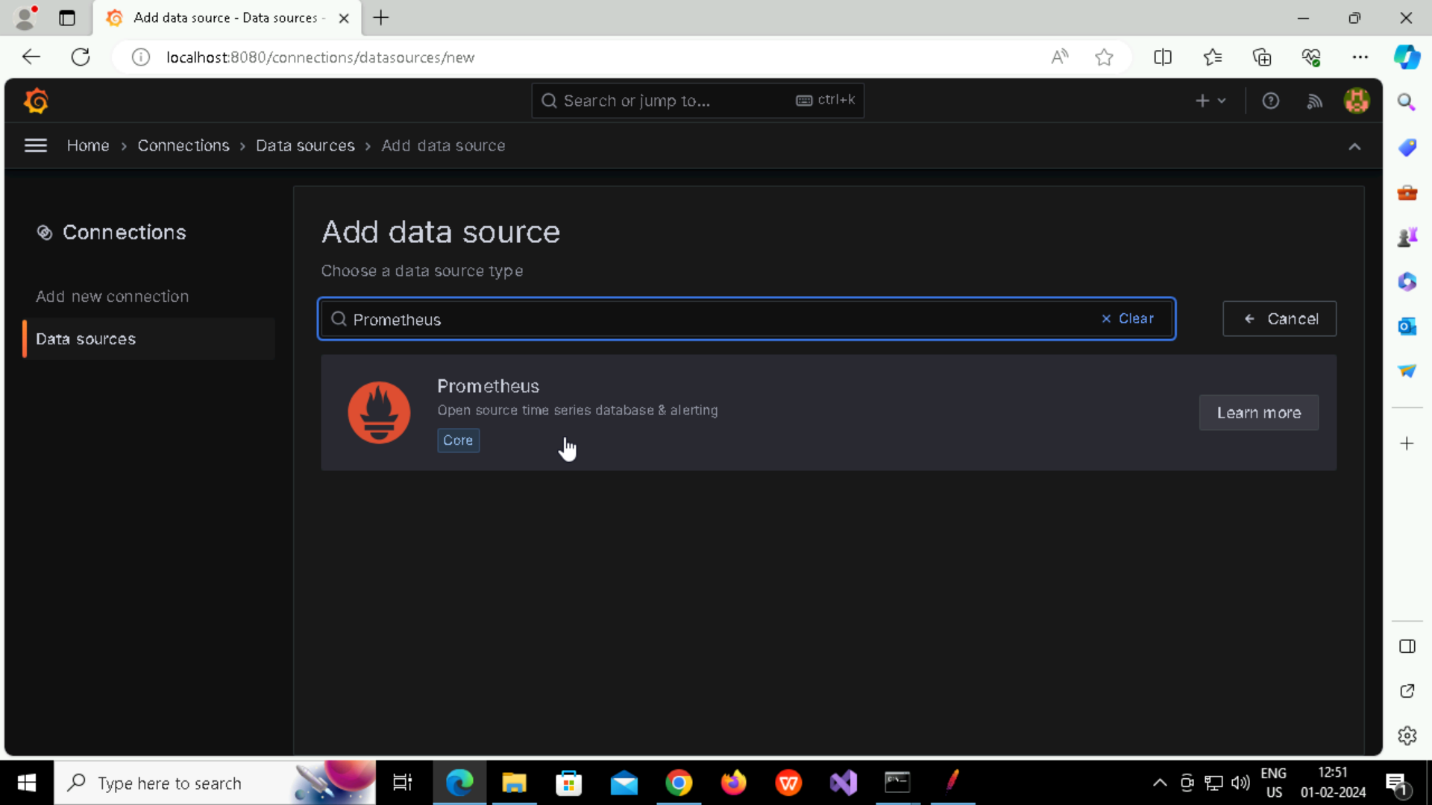 Add data source - Data sources -
localhost:8080/connections/datasources/new
Search or jump to...
ctrl+k
Home › Connections › Data sources › Add data source
Connections
Add new connection
Data sources
Add data source
Choose a data source type
Prometheus
Clear
Cancel
Prometheus
Open source time series database & alerting
Core
Learn more
Type here to search
ENG
US
12:51
01-02-2024
1